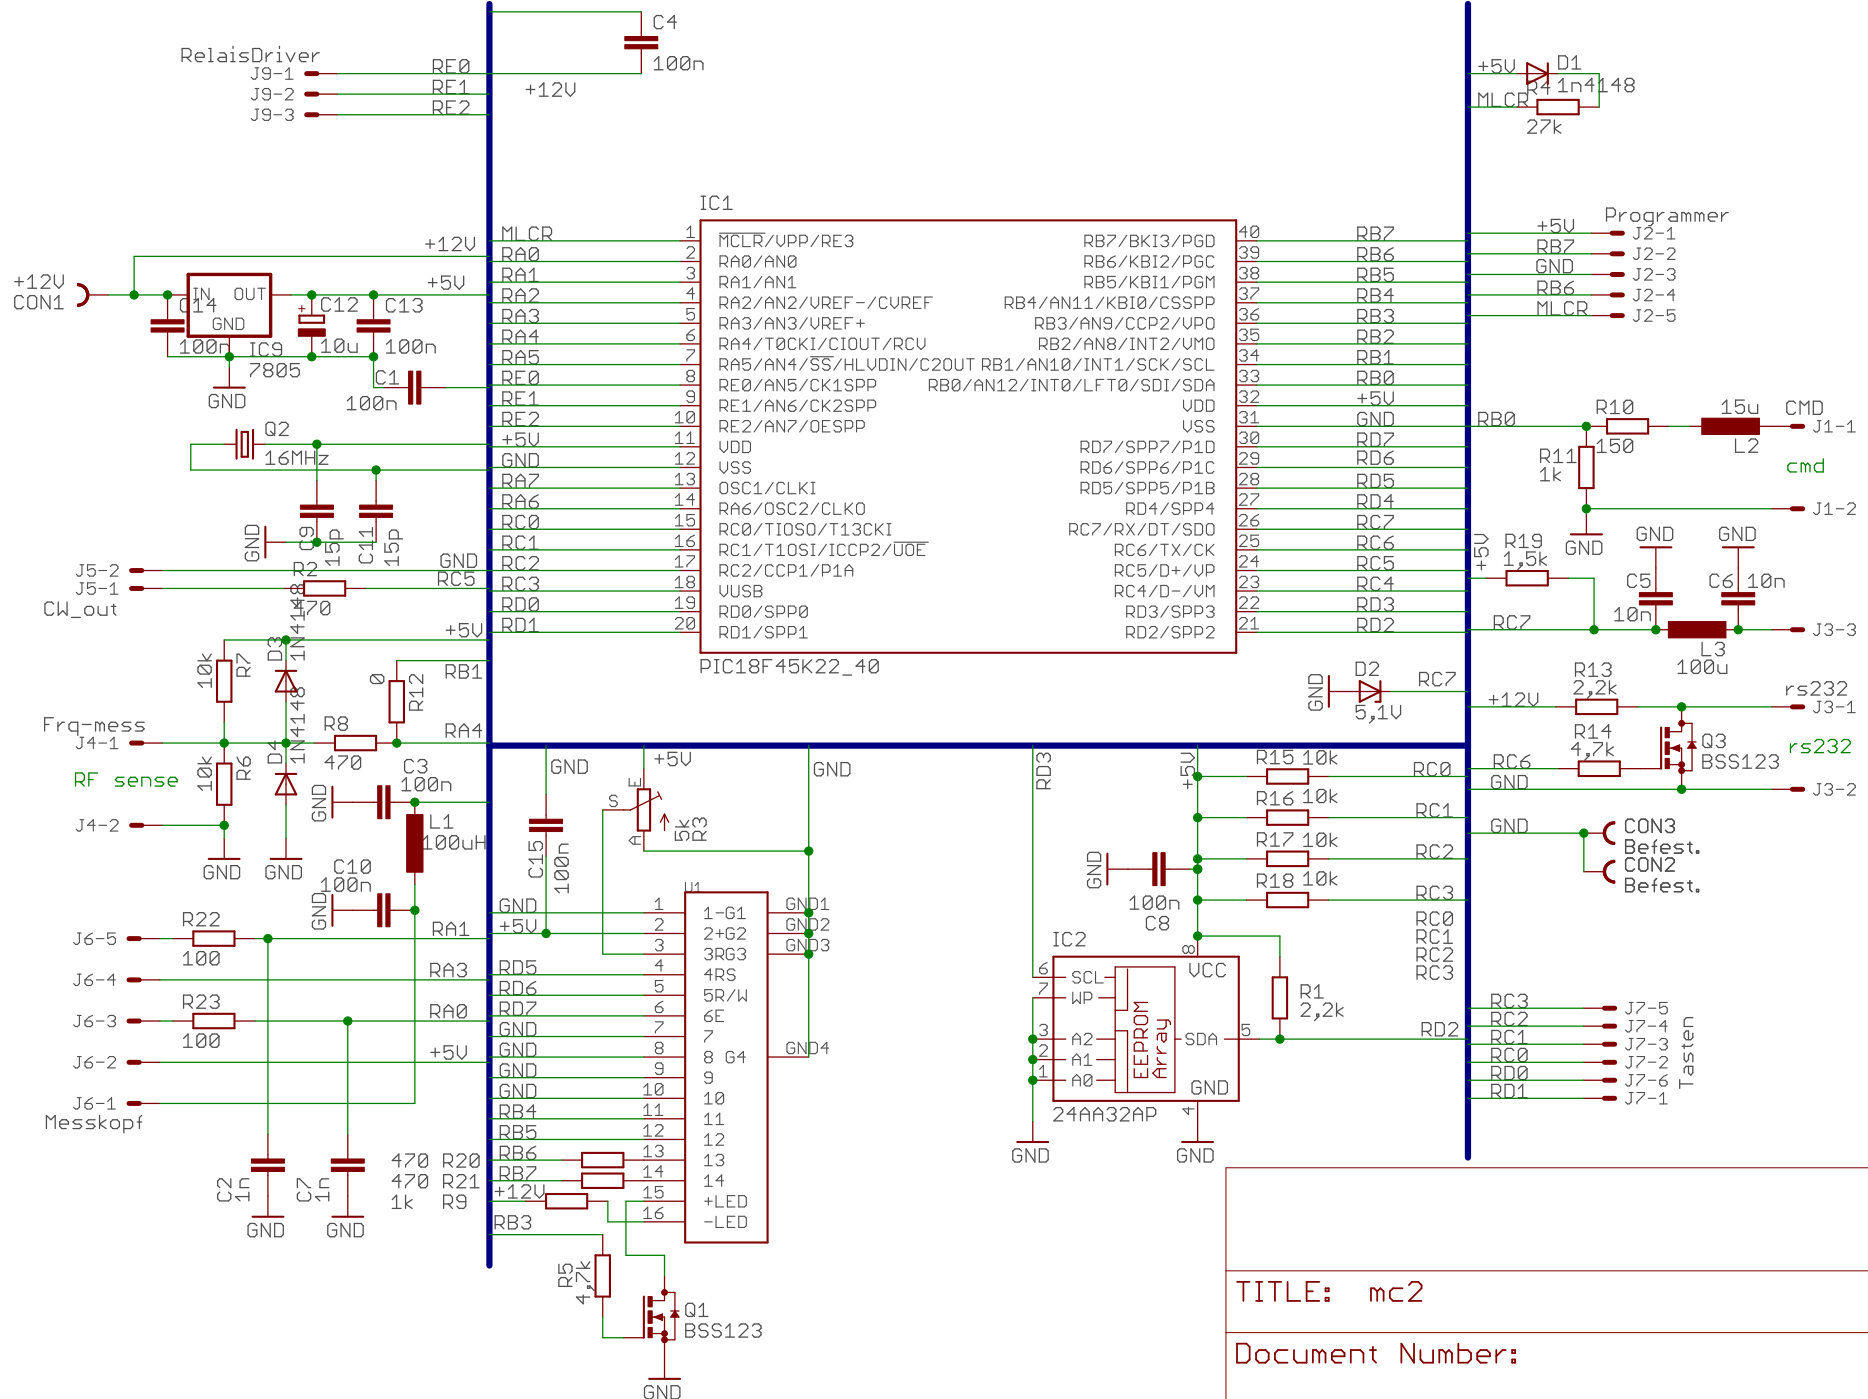 C4
100n
+12V
RelaisDriver
J9-1 RE0
J9-2 RE1
J9-3 RE2
+5V D1
1n4148
MLCR R4
27k
IC1
MLCR 1 MCLR/VPP/RE3
RA0 2 RA0/AN0
RA1 3 RA1/AN1
RA2 4 RA2/AN2/VREF-/CVREF
RA3 5 RA3/AN3/VREF+
RA4 6 RA4/T0CKI/CIOUT/RCV
RA5 7 RA5/AN4/SS/HLVDIN/C2OUT
RE0 8 RE0/AN5/CK1SPP
RE1 9 RE1/AN6/CK2SPP
RE2 10 RE2/AN7/OESPP
+5V 11 VDD
GND 12 VSS
RA7 13 OSC1/CLKI
RA6 14 RA6/OSC2/CLKO
RC0 15 RC0/TIOSO/T13CKI
RC1 16 RC1/T1OSI/ICCP2/UOE
RC2 17 RC2/CCP1/P1A
RC3 18 VUSB
RD0 19 RD0/SPP0
RD1 20 RD1/SPP1
RB7/BKI3/PGD 40 RB7
RB6/KBI2/PGC 39 RB6
RB5/KBI1/PGM 38 RB5
RB4/AN11/KBI0/CSSPP 37 RB4
RB3/AN9/CCP2/VPO 36 RB3
RB2/AN8/INT2/VMO 35 RB2
RB1/AN10/INT1/SCK/SCL 34 RB1
RB0/AN12/INT0/LFT0/SDI/SDA 33 RB0
VDD 32 +5V
VSS 31 GND
RD7/SPP7/P1D 30 RD7
RD6/SPP6/P1C 29 RD6
RD5/SPP5/P1B 28 RD5
RD4/SPP4 27 RD4
RC7/RX/DT/SDO 26 RC7
RC6/TX/CK 25 RC6
RC5/D+/VP 24 RC5
RC4/D-/VM 23 RC4
RD3/SPP3 22 RD3
RD2/SPP2 21 RD2
PIC18F45K22_40
+12V
+12V
CON1
IN OUT
GND
+5V
C14
100n
IC9
7805
+
C12
10u
C13
100n
C1
100n
GND
Q2
16MHz
GND
C9
15p
C11
15p
J5-2 GND
J5-1 R2 RC5
470
CW_out
+5V
10k
R7
D3
1N4148
0
R12
RB1
Frq-mess
J4-1 R8 RA4
470
RF sense
10k
R6
D4
1N4148
J4-2
GND
GND
C3
100n
GND
L1
100uH
C10
100n
GND
J6-5 R22 RA1
100
J6-4 RA3
J6-3 R23 RA0
100
J6-2 +5V
J6-1
Messkopf
C2
1n
C7
1n
GND
GND
Programmer
+5V J2-1
RB7 J2-2
GND J2-3
RB6 J2-4
MLCR J2-5
RB0 R10 15u CMD
150 L2 J1-1
R11
1k
cmd
J1-2
GND
+5V R19
1,5k
GND
GND
C5
10n
C6 10n
RC7 J3-3
L3
100u
D2
GND RC7
5,1V
+12V R13
2,2k
rs232
J3-1
R14
4,7k
RC6
Q3
BSS123
rs232
GND J3-2
GND CON3
Befest.
CON2
Befest.
GND
C15
100n
+5V
E
S
A
5k
R3
GND
U1
GND 1 1-G1 GND1
+5V 2 2+G2 GND2
3 3RG3 GND3
RD5 4 4RS
RD6 5 5R/W
RD7 6 6E
GND 7 7
GND 8 8 G4 GND4
GND 9 9
GND 10 10
RB4 11 11
RB5 12 12
470 R20 RB6 13 13
470 R21 RB7 14 14
1k R9 +12V 15 +LED
16 -LED
RB3
R5
4,7k
Q1
BSS123
GND
RD3
+5V
R15 10k RC0
R16 10k RC1
R17 10k RC2
R18 10k RC3
RC0
RC1
RC2
RC3
GND
100n
C8
IC2
8 VCC
6 SCL
7 WP
3 A2
2 A1
1 A0
EEPROM
Array
SDA 5
GND
4
24AA32AP
R1
2,2k
RD2
GND
GND
RC3 J7-5
RC2 J7-4
RC1 J7-3
RC0 J7-2
RD0 J7-6
RD1 J7-1
Tasten
TITLE: mc2
Document Number: